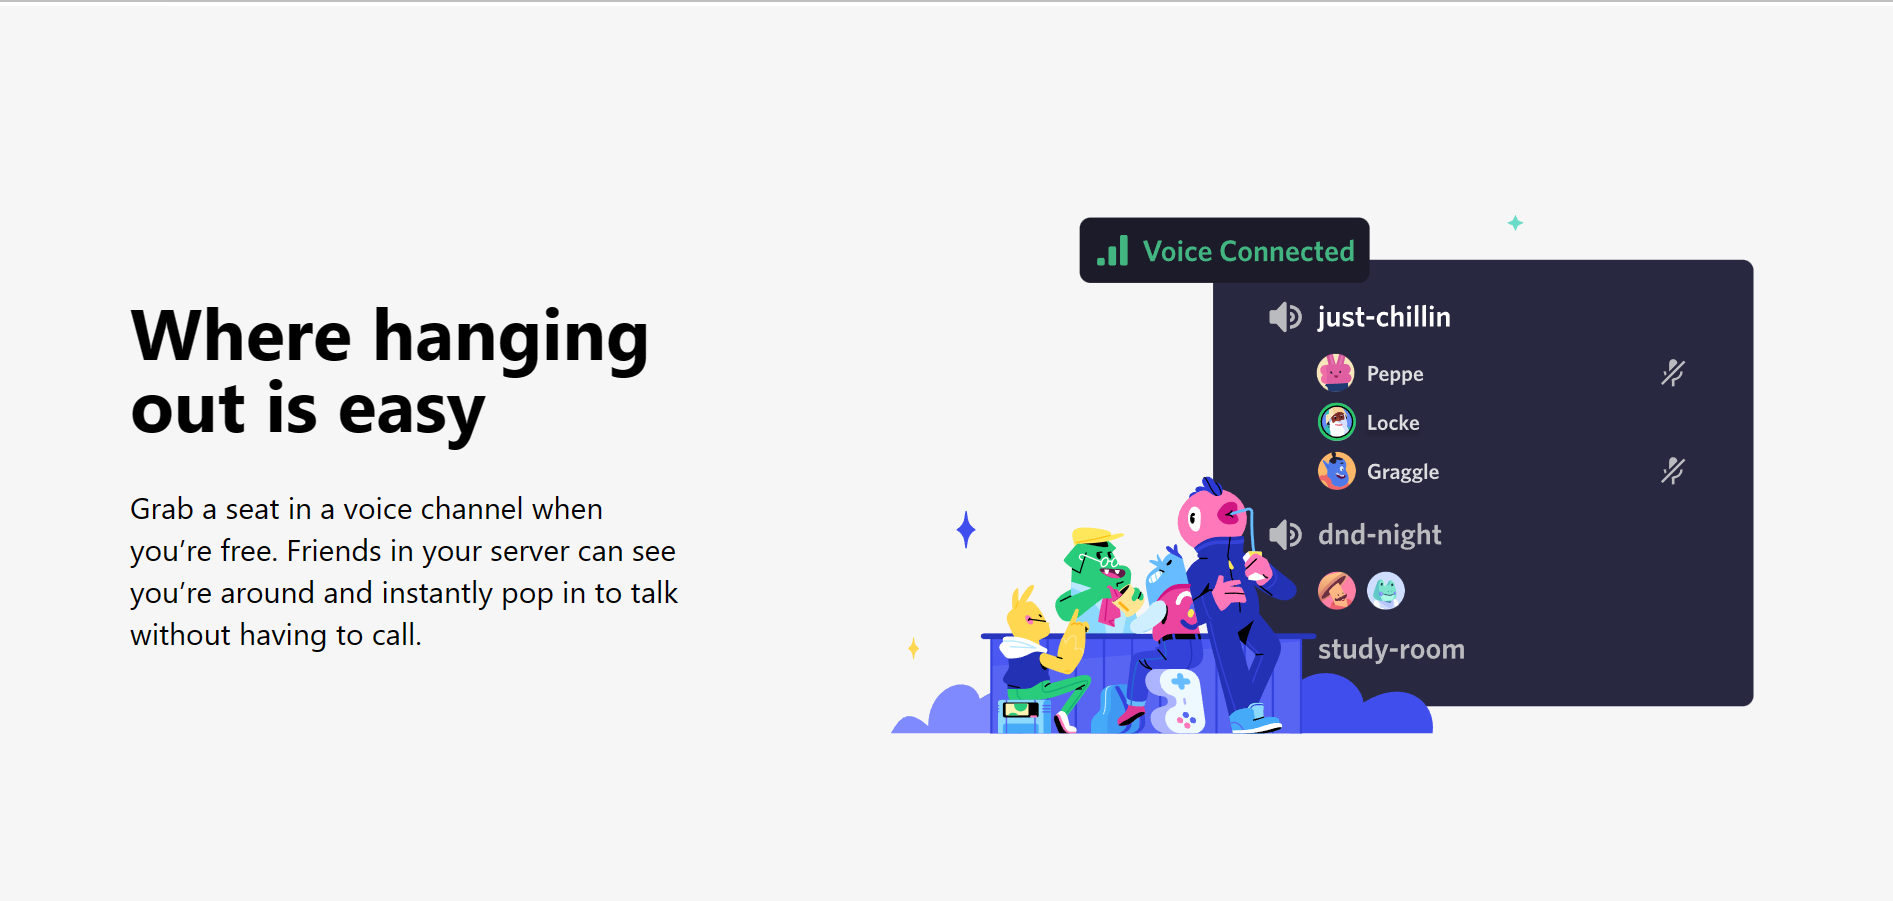 Where hanging
out is easy
Grab a seat in a voice channel when
you’re free. Friends in your server can see
you’re around and instantly pop in to talk
without having to call.
Voice Connected
just-chillin
Peppe
Locke
Graggle
dnd-night
study-room